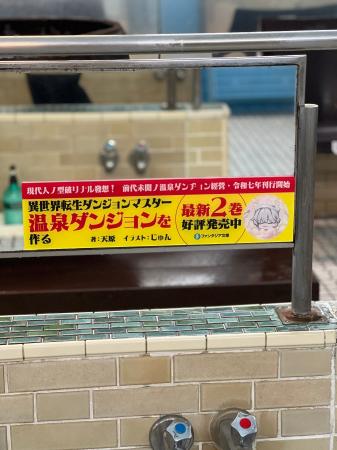 現代人ノ型破リナル發想! 前代未聞ノ温泉ダンヂョン経営・令和七年刊行開始
異世界転生ダンジョンマスター
温泉ダンジョンを
作る
著:天原 イラスト:じゅん
最新2巻
好評発売中
ファンタジア文庫